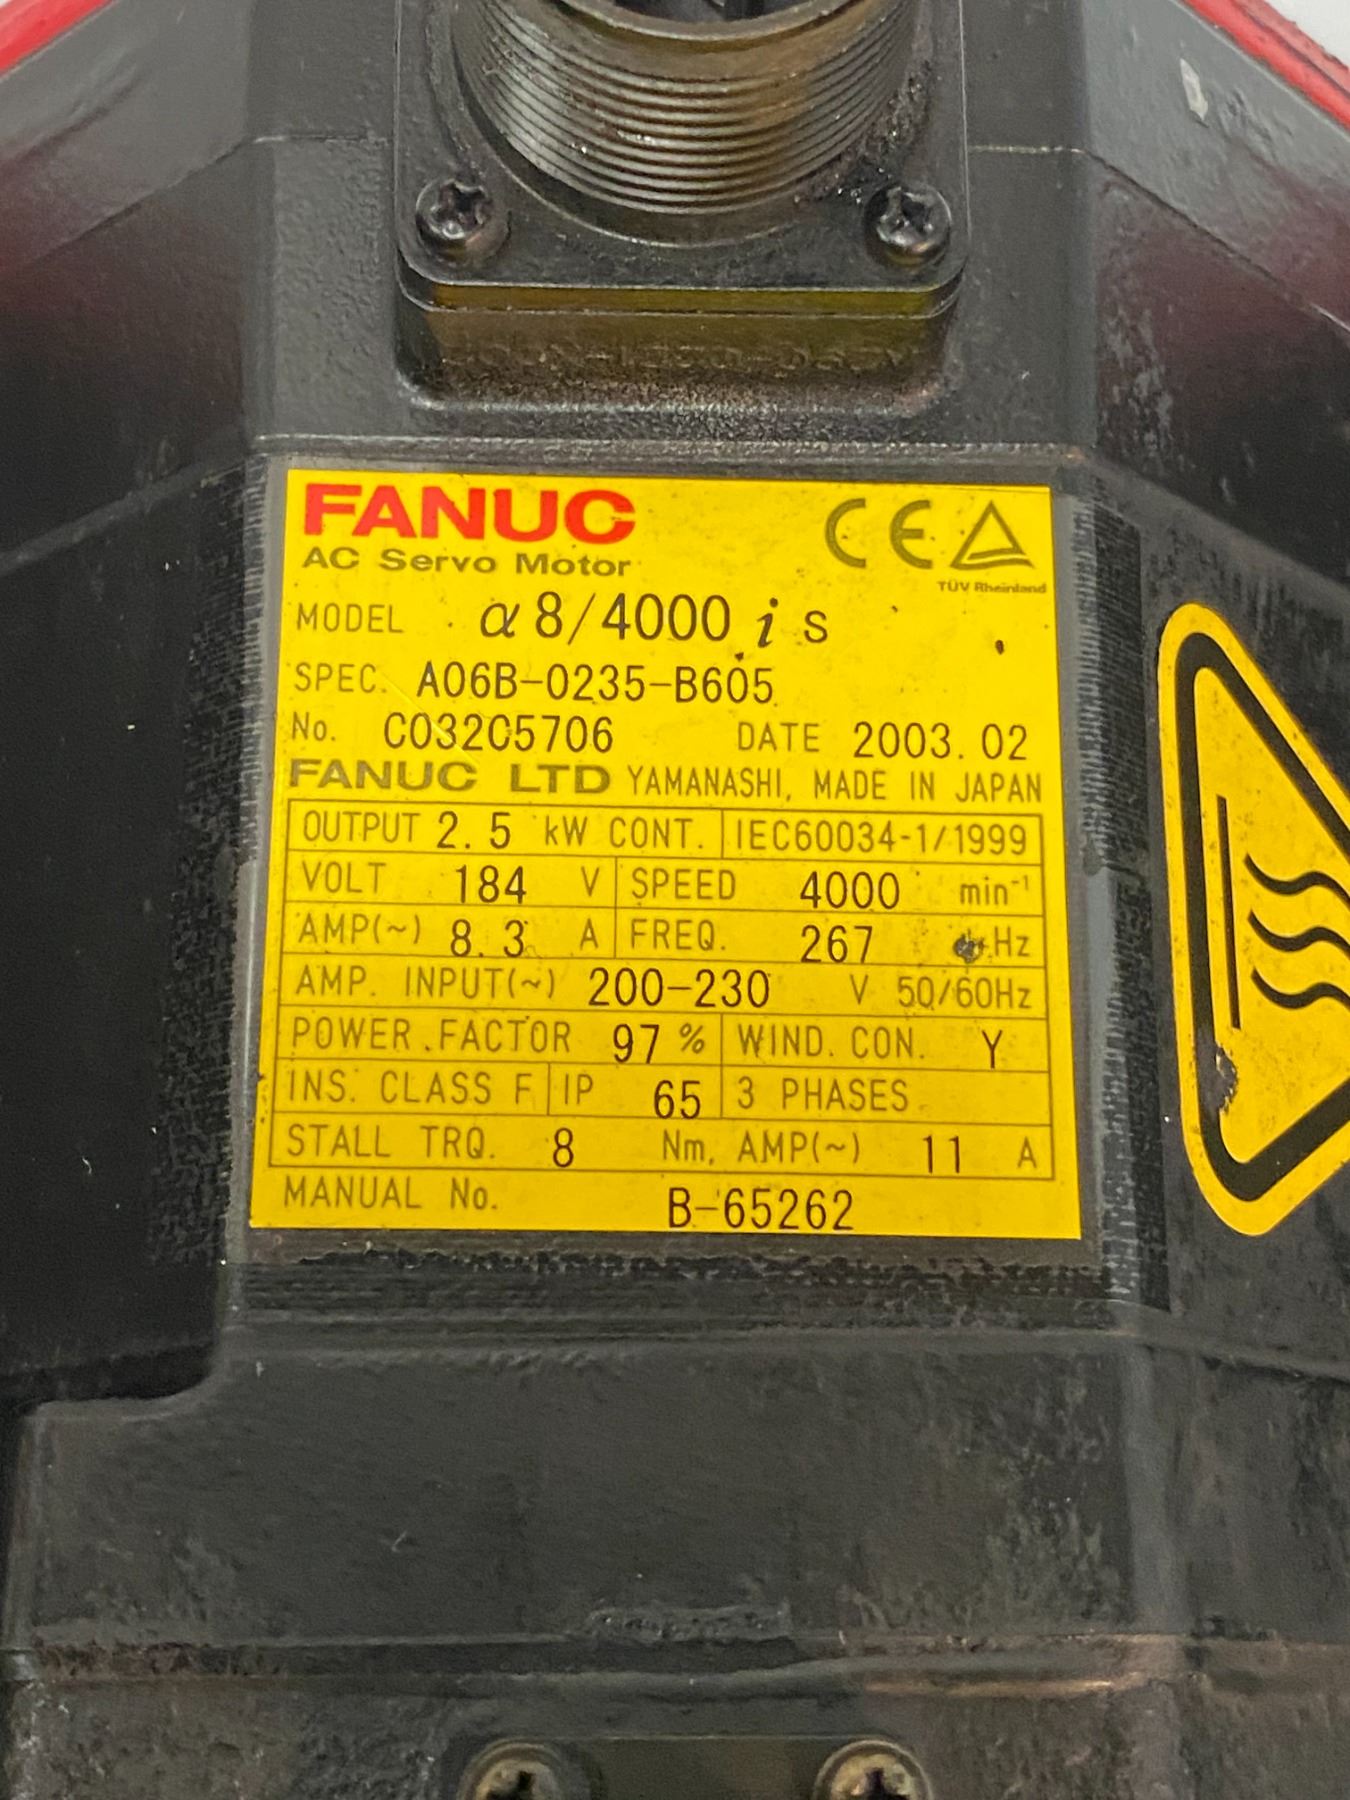 FANUC
AC Servo Motor
CE
TÜV Rheinland
MODEL α8/4000 i s
SPEC. A06B-0235-B605
No. C032C5706 DATE 2003.02
FANUC LTD YAMANASHI, MADE IN JAPAN
OUTPUT 2.5 kW CONT. IEC60034-1/1999
VOLT 184 V SPEED 4000 min⁻¹
AMP(~) 8.3 A FREQ. 267 Hz
AMP. INPUT(~) 200-230 V 50/60Hz
POWER FACTOR 97 % WIND. CON. Y
INS. CLASS F IP 65 3 PHASES
STALL TRQ. 8 Nm, AMP(~) 11 A
MANUAL No. B-65262